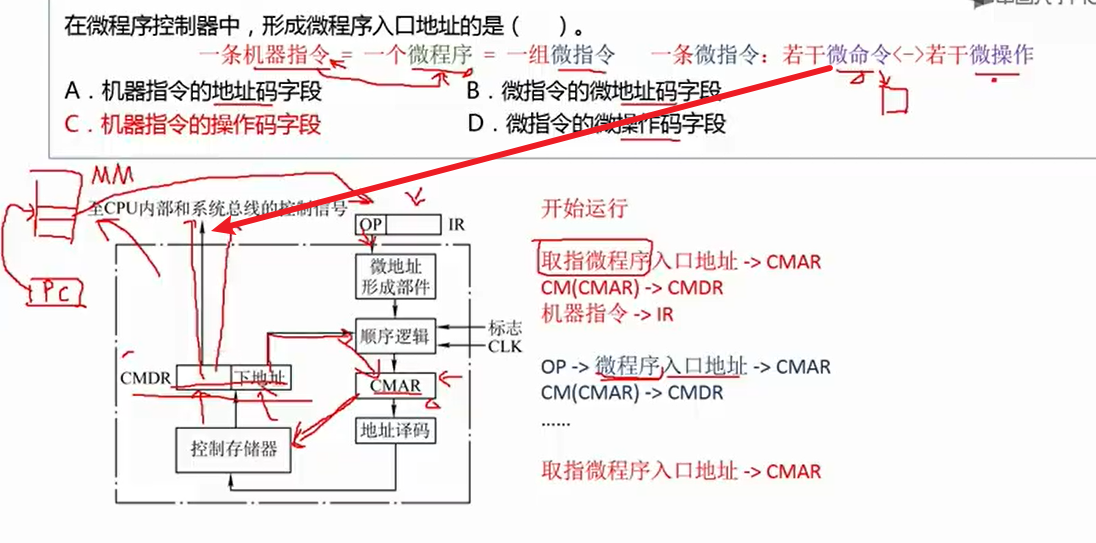 在微程序控制器中，形成微程序入口地址的是（　　）。
一条机器指令 = 一个微程序 = 一组微指令　一条微指令：若干微命令<->若干微操作
A．机器指令的地址码字段　B．微指令的微地址码字段
C．机器指令的操作码字段　D．微指令的微操作码字段
MM
至CPU内部和系统总线的控制信号
OP
IR
PC
微地址
形成部件
顺序逻辑
标志
CLK
CMDR
下地址
CMAR
地址译码
控制存储器
开始运行
取指微程序入口地址 -> CMAR
CM(CMAR) -> CMDR
机器指令 -> IR
OP -> 微程序入口地址 -> CMAR
CM(CMAR) -> CMDR
……
取指微程序入口地址 -> CMAR